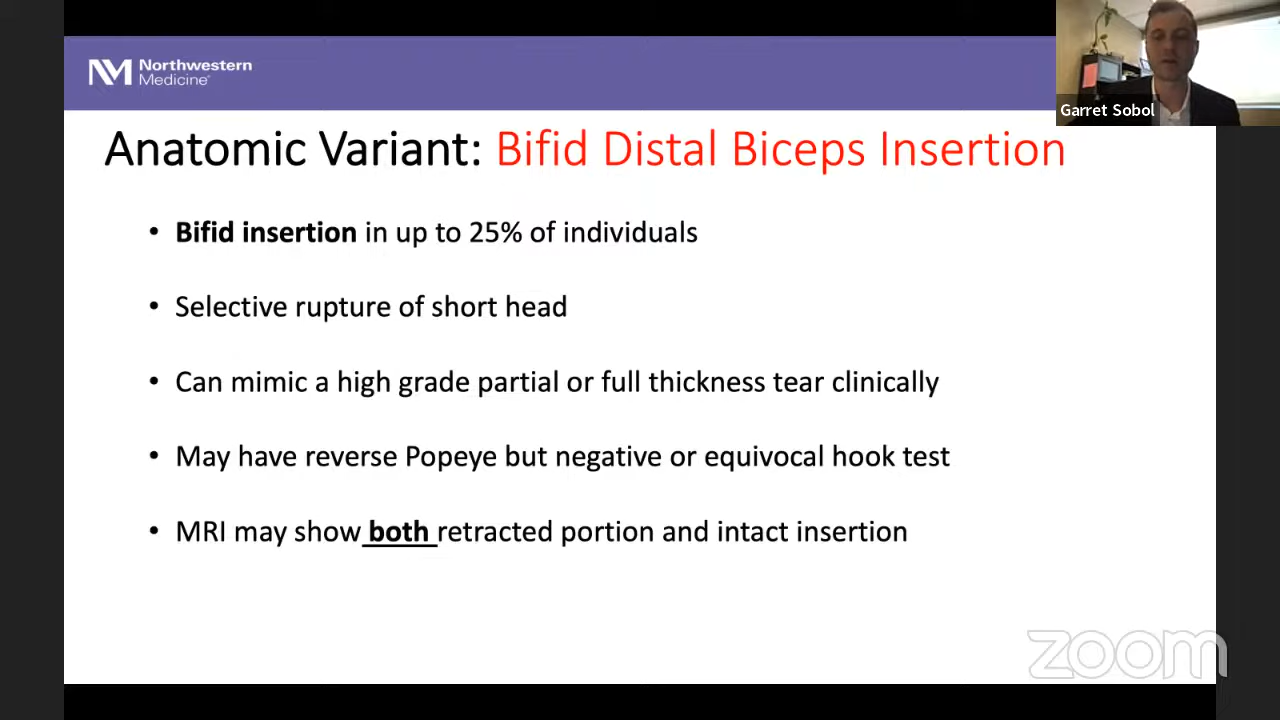 Northwestern
Medicine
Garret Sobol
Anatomic Variant: Bifid Distal Biceps Insertion
• Bifid insertion in up to 25% of individuals
• Selective rupture of short head
• Can mimic a high grade partial or full thickness tear clinically
• May have reverse Popeye but negative or equivocal hook test
• MRI may show both retracted portion and intact insertion
zoom